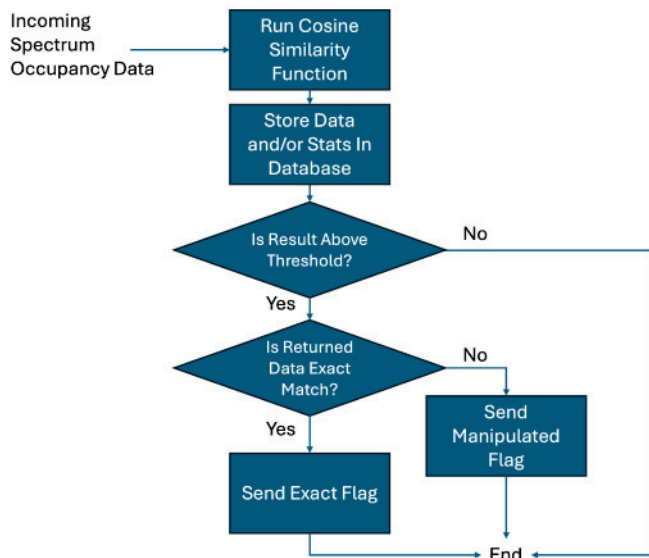 Incoming
Spectrum
Occupancy Data
Run Cosine
Similarity
Function
Store Data
and/or Stats In
Database
Is Result Above
Threshold?
No
Yes
Is Returned
Data Exact
Match?
No
Yes
Send
Manipulated
Flag
Send Exact Flag
End